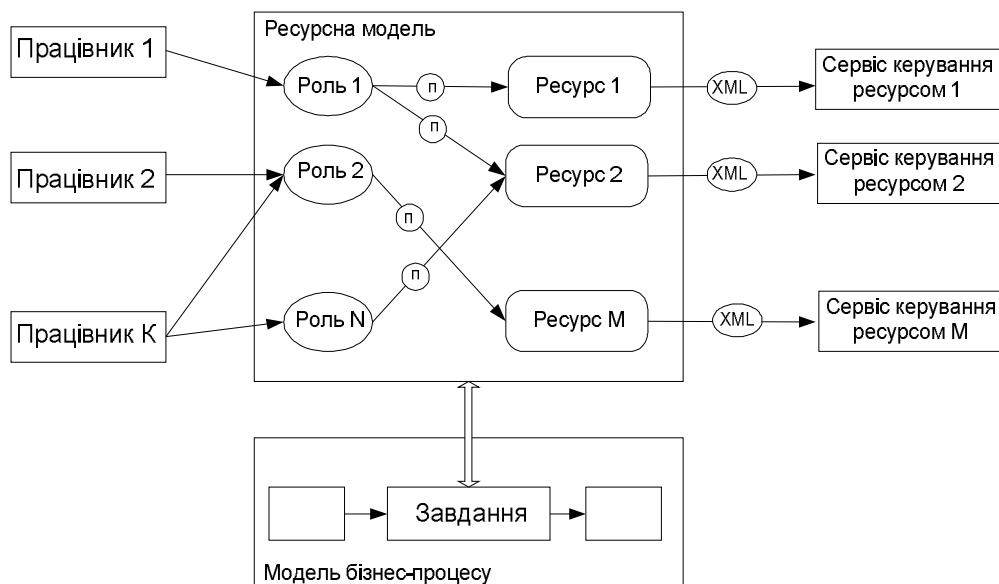 Ресурсна модель
Працівник 1
Роль 1
п
Ресурс 1
XML
Сервіс керування
ресурсом 1
п
Працівник 2
Роль 2
Ресурс 2
XML
Сервіс керування
ресурсом 2
п
п
Працівник К
Роль N
Ресурс М
XML
Сервіс керування
ресурсом М
Завдання
Модель бізнес-процесу